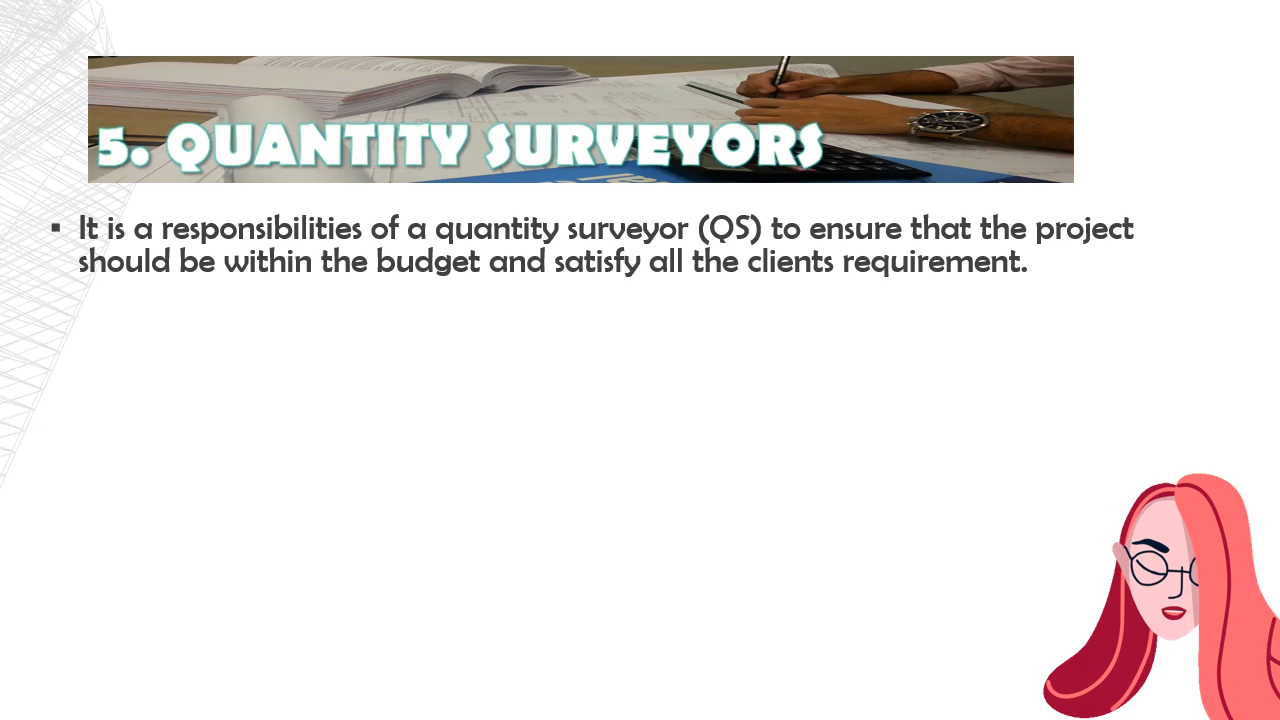 5. QUANTITY SURVEYORS
▪ It is a responsibilities of a quantity surveyor (QS) to ensure that the project
should be within the budget and satisfy all the clients requirement.